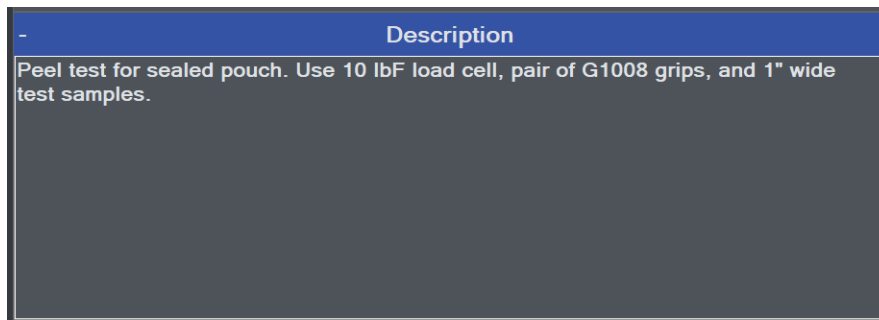 - Description
Peel test for sealed pouch. Use 10 lbF load cell, pair of G1008 grips, and 1" wide
test samples.